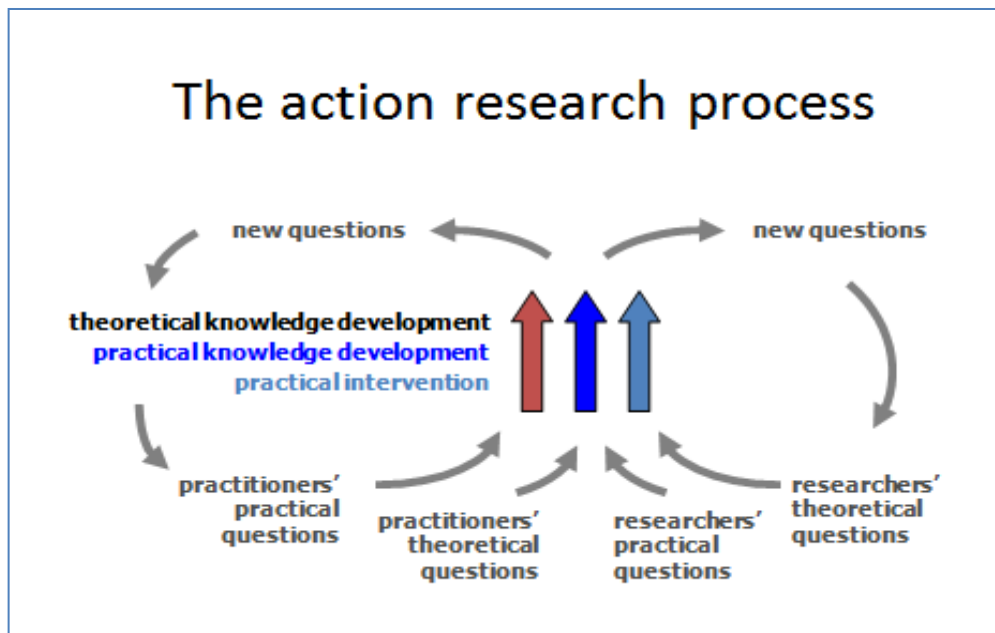 The action research process
new questions
new questions
theoretical knowledge development
practical knowledge development
practical intervention
practitioners’
practical
questions
practitioners’
theoretical
questions
researchers’
practical
questions
researchers’
theoretical
questions